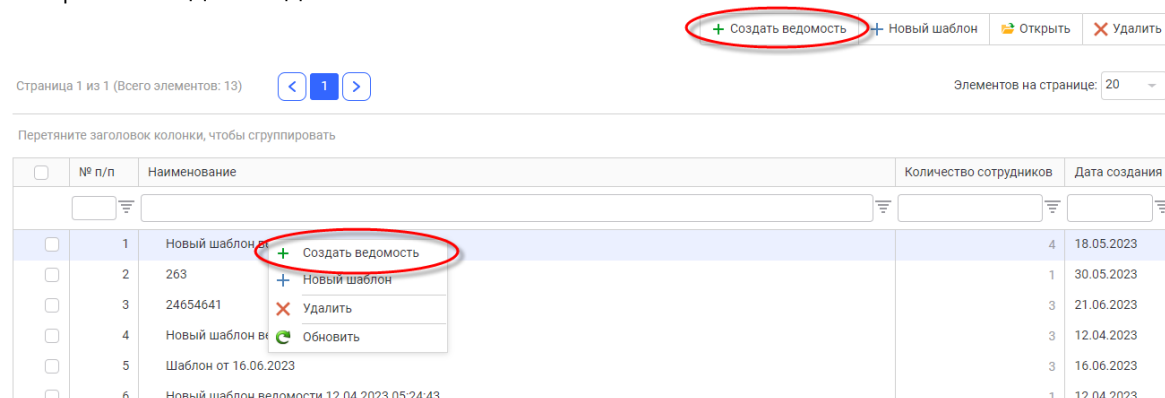 Создать ведомость Новый шаблон Открыть Удалить
Страница 1 из 1 (Всего элементов: 13) < 1 > Элементов на странице: 20
Перетяните заголовок колонки, чтобы сгруппировать
№ п/п Наименование Количество сотрудников Дата создания
1 Новый шаблон 4 18.05.2023
Создать ведомость
2 263 1 30.05.2023
Новый шаблон
3 24654641 3 21.06.2023
Удалить
4 Новый шаблон 3 12.04.2023
Обновить
5 Шаблон от 16.06.2023 3 16.06.2023
6 Новый шаблон ведомости 12.04.2023 05:24:43 1 12.04.2023